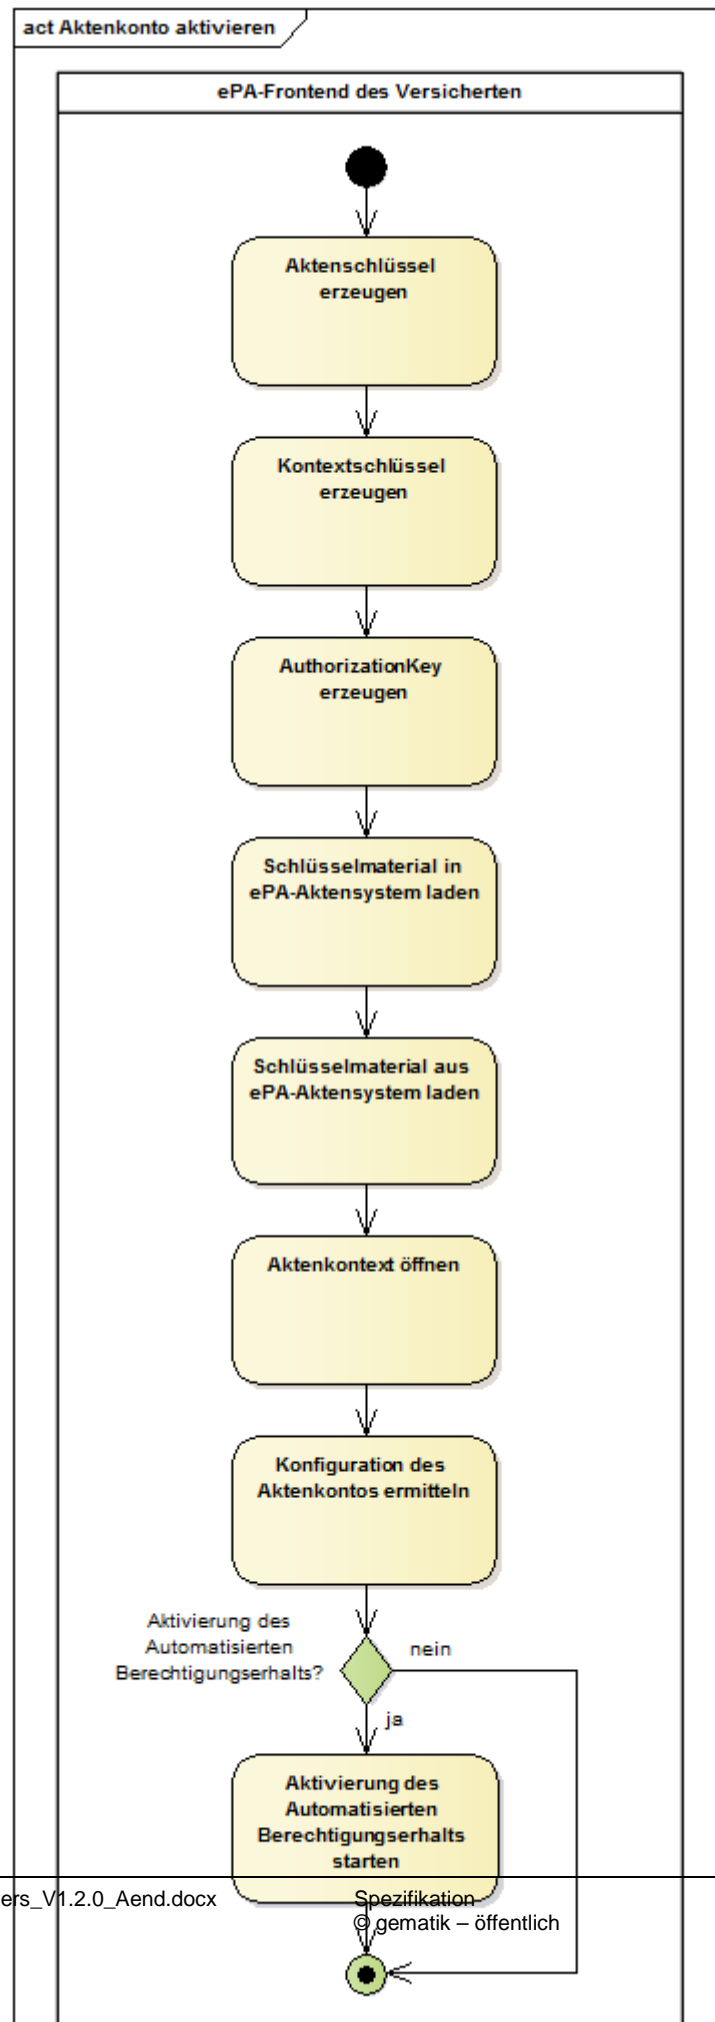 act Aktenkonto aktivieren
ePA-Frontend des Versicherten
Aktenschlüssel
erzeugen
Kontextschlüssel
erzeugen
AuthorizationKey
erzeugen
Schlüsselmaterial in
ePA-Aktensystem laden
Schlüsselmaterial aus
ePA-Aktensystem laden
Aktenkontext öffnen
Konfiguration des
Aktenkontos ermitteln
Aktivierung des
Automatisierten
Berechtigungserhalts?
nein
ja
Aktivierung des
Automatisierten
Berechtigungserhalts
starten
ers_V1.2.0_Aend.docx
Spezifikation
© gematik – öffentlich